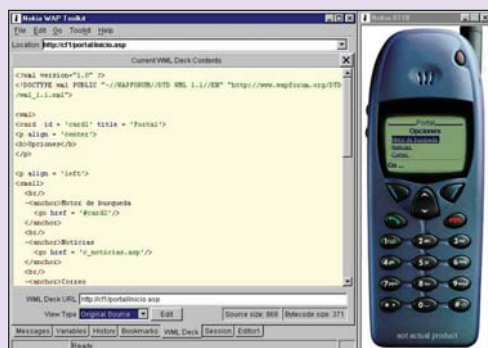 Nokia WAP Toolkit
File Edit Go Toolkit Help
Location http://cf1/portal/inicio.asp
Current WML Deck Contents
<?xml version="1.0" ?>
<!DOCTYPE wml PUBLIC "-//WAPFORUM//DTD WML 1.1//EN" "http://www.wapforum.org/DTD
/wml_1.1.xml">
<wml>
<card id = 'card1' title = 'Portal'>
<p align = 'center'>
<b>Opciones</b>
</p>
<p align = 'left'>
<small>
<br/>
-<anchor>Motor de busqueda
<go href = '#card2'/>
</anchor>
<br/>
-<anchor>Noticias
<go href = 'c_noticias.asp'/>
</anchor>
<br/>
-<anchor>Correo
WML Deck URL http://cf1/portal/inicio.asp
View Type Original Source Edit Source size: 968 Bytecode size: 371
Messages Variables History Bookmarks WML Deck Session Editor1
Ready
Nokia 6110
Portal
Opciones
Motor de busqueda
Noticias
Correo
not actual product